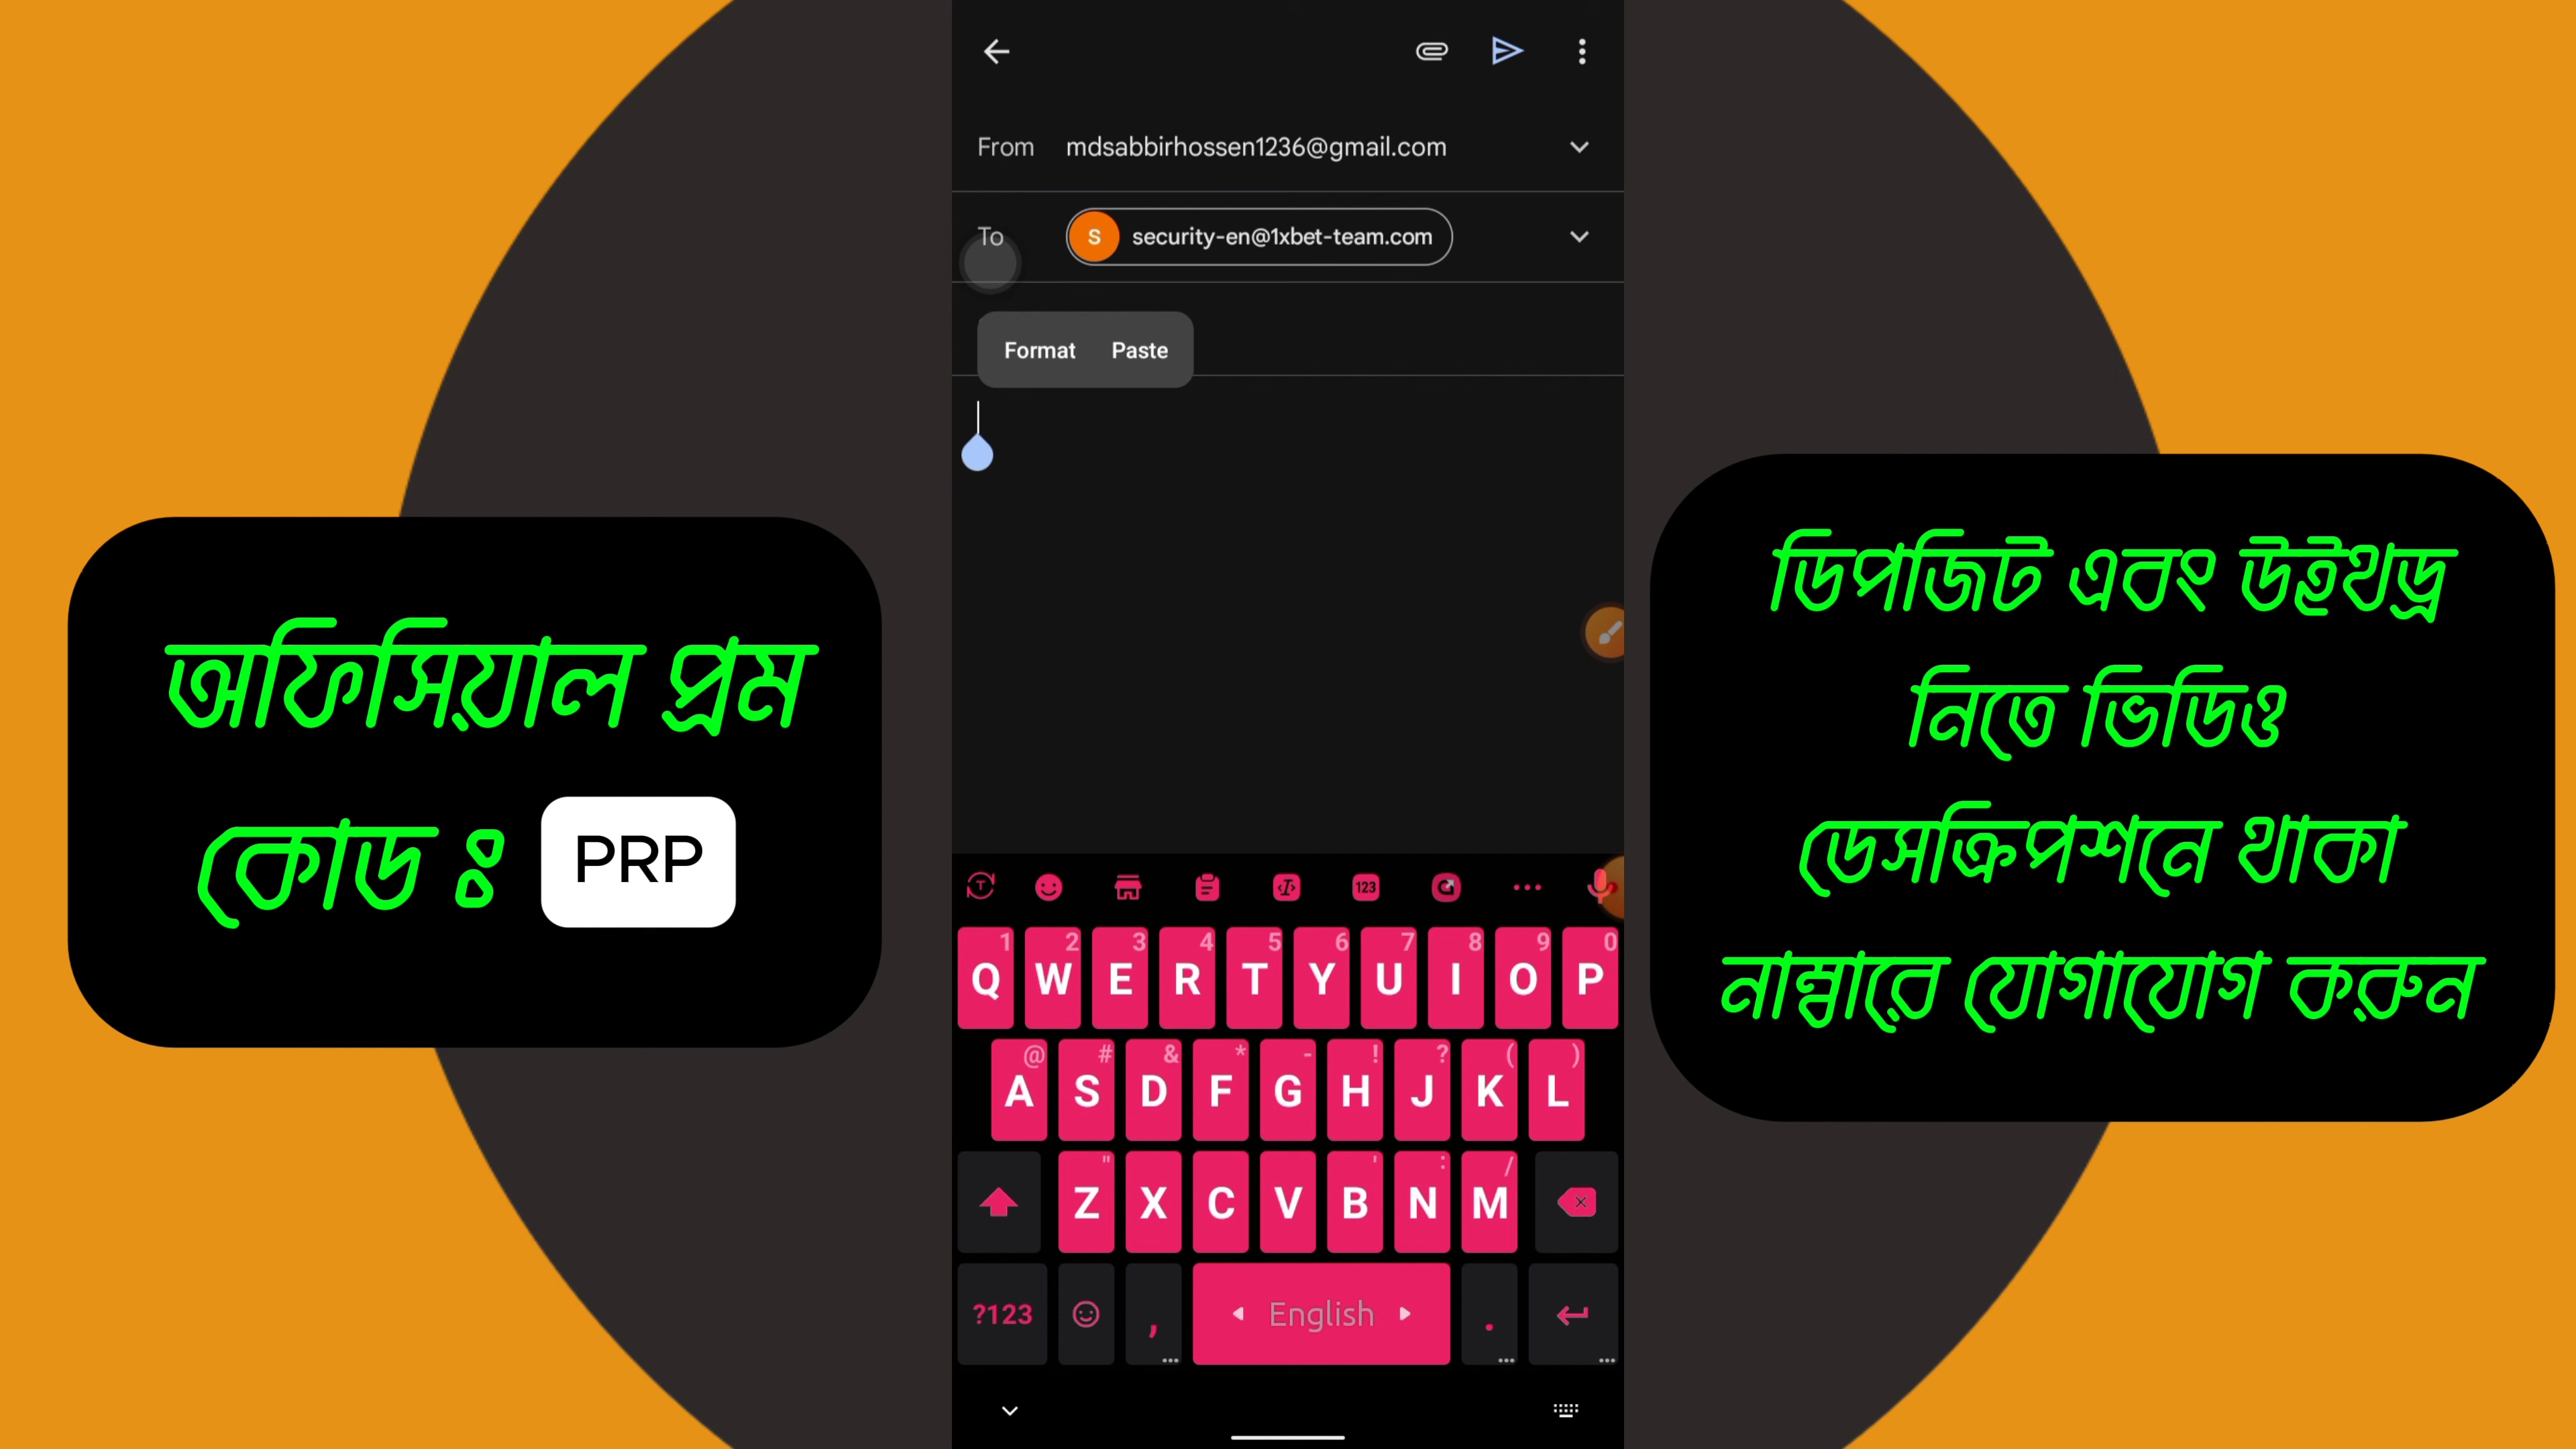 From mdsabbirhossen1236@gmail.com
To S security-en@1xbet-team.com
Format Paste
অফিসিয়াল প্রম
কোড ঃ PRP
ডিপজিট এবং উইথড্র
নিতে ভিডিও
ডেসক্রিপশনে থাকা
নাম্বারে যোগাযোগ করুন
T 123 G
1 2 3 4 5 6 7 8 9 0
Q W E R T Y U I O P
@ # & * - ! ? ( )
A S D F G H J K L
" ' : /
Z X C V B N M
?123 , English .